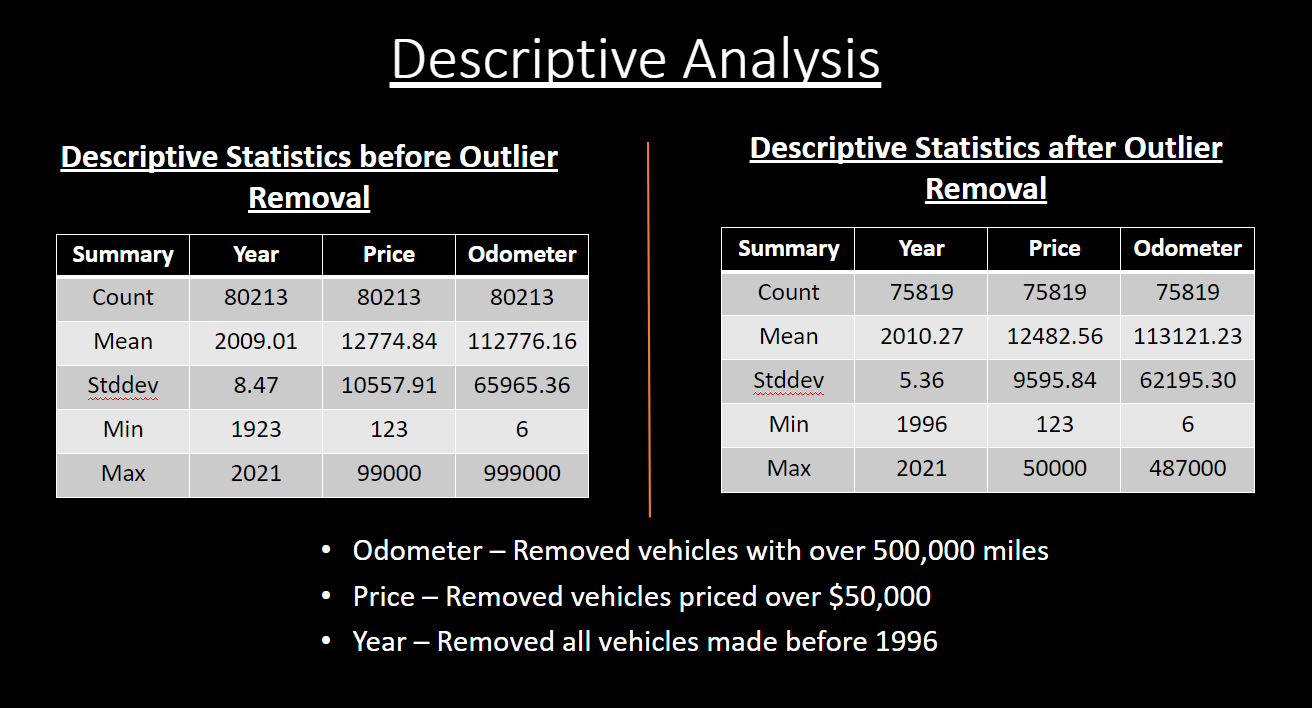 Descriptive Analysis
Descriptive Statistics before Outlier
Removal
Summary Year Price Odometer
Count 80213 80213 80213
Mean 2009.01 12774.84 112776.16
Stddev 8.47 10557.91 65965.36
Min 1923 123 6
Max 2021 99000 999000
Descriptive Statistics after Outlier
Removal
Summary Year Price Odometer
Count 75819 75819 75819
Mean 2010.27 12482.56 113121.23
Stddev 5.36 9595.84 62195.30
Min 1996 123 6
Max 2021 50000 487000
• Odometer – Removed vehicles with over 500,000 miles
• Price – Removed vehicles priced over $50,000
• Year – Removed all vehicles made before 1996